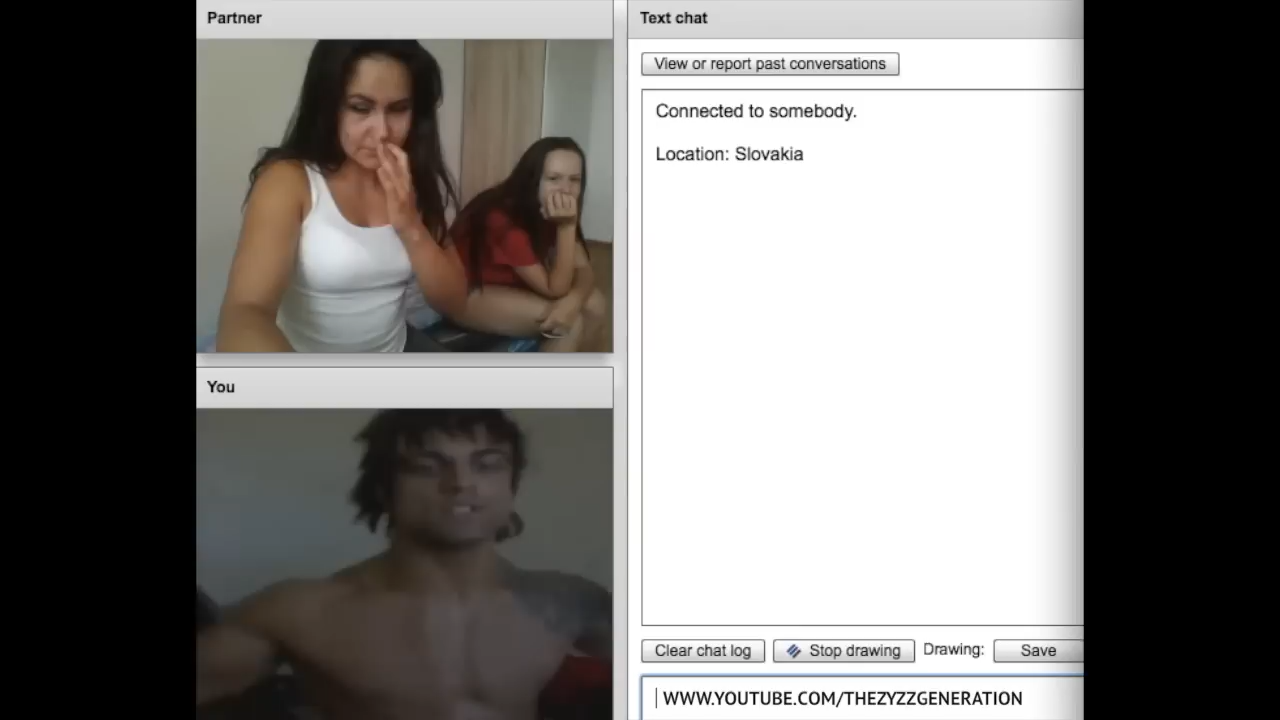 Partner
Text chat
View or report past conversations
Connected to somebody.
Location: Slovakia
You
Clear chat log
Stop drawing
Drawing:
Save
WWW.YOUTUBE.COM/THEZYZZGENERATION